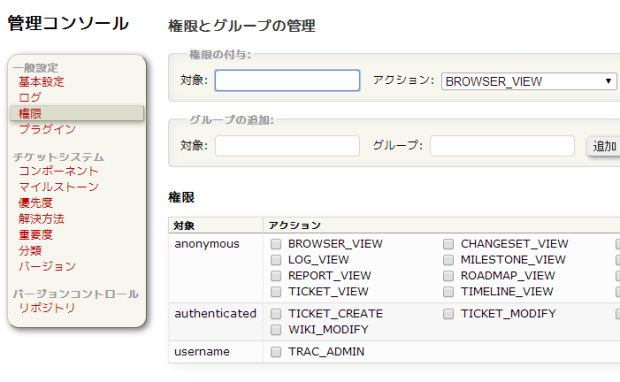 管理コンソール
一般設定
基本設定
ログ
権限
プラグイン
チケットシステム
コンポーネント
マイルストーン
優先度
解決方法
重要度
分類
バージョン
バージョンコントロール
リポジトリ
権限とグループの管理
権限の付与:
対象: アクション: BROWSER_VIEW
グループの追加:
対象: グループ: 追加
権限
対象 アクション
anonymous BROWSER_VIEW CHANGESET_VIEW
LOG_VIEW MILESTONE_VIEW
REPORT_VIEW ROADMAP_VIEW
TICKET_VIEW TIMELINE_VIEW
authenticated TICKET_CREATE TICKET_MODIFY
WIKI_MODIFY
username TRAC_ADMIN